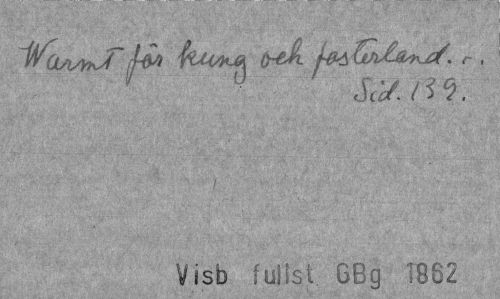 Warmt för kung och fosterland...
Sid. 139.
Visb fullst GBg 1862